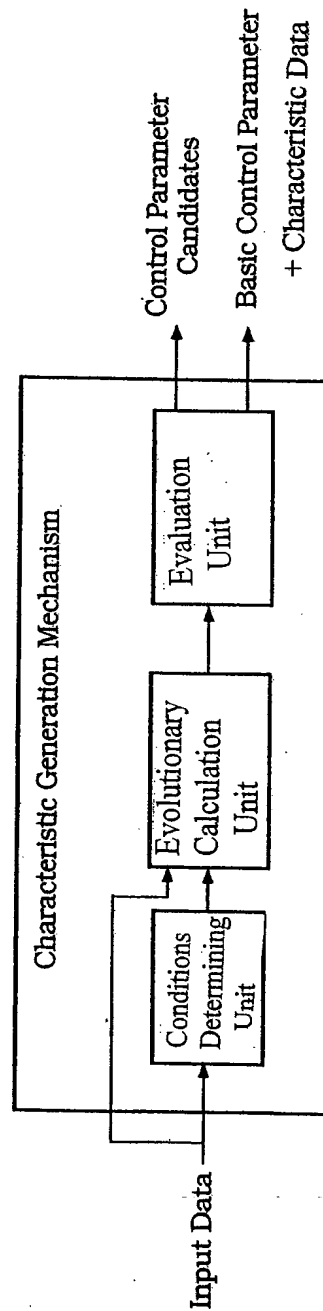 Characteristic Generation Mechanism
Input Data
Conditions
Determining
Unit
Evolutionary
Calculation
Unit
Evaluation
Unit
Control Parameter
Candidates
Basic Control Parameter
+ Characteristic Data